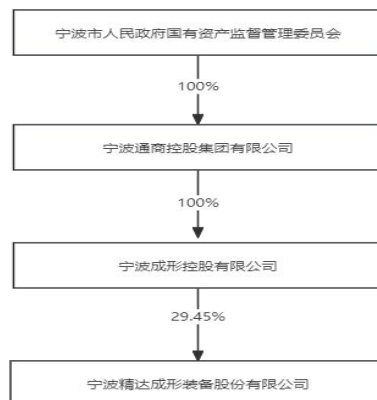 宁波市人民政府国有资产监督管理委员会
100%
宁波通商控股集团有限公司
100%
宁波成形控股有限公司
29.45%
宁波精达成形装备股份有限公司